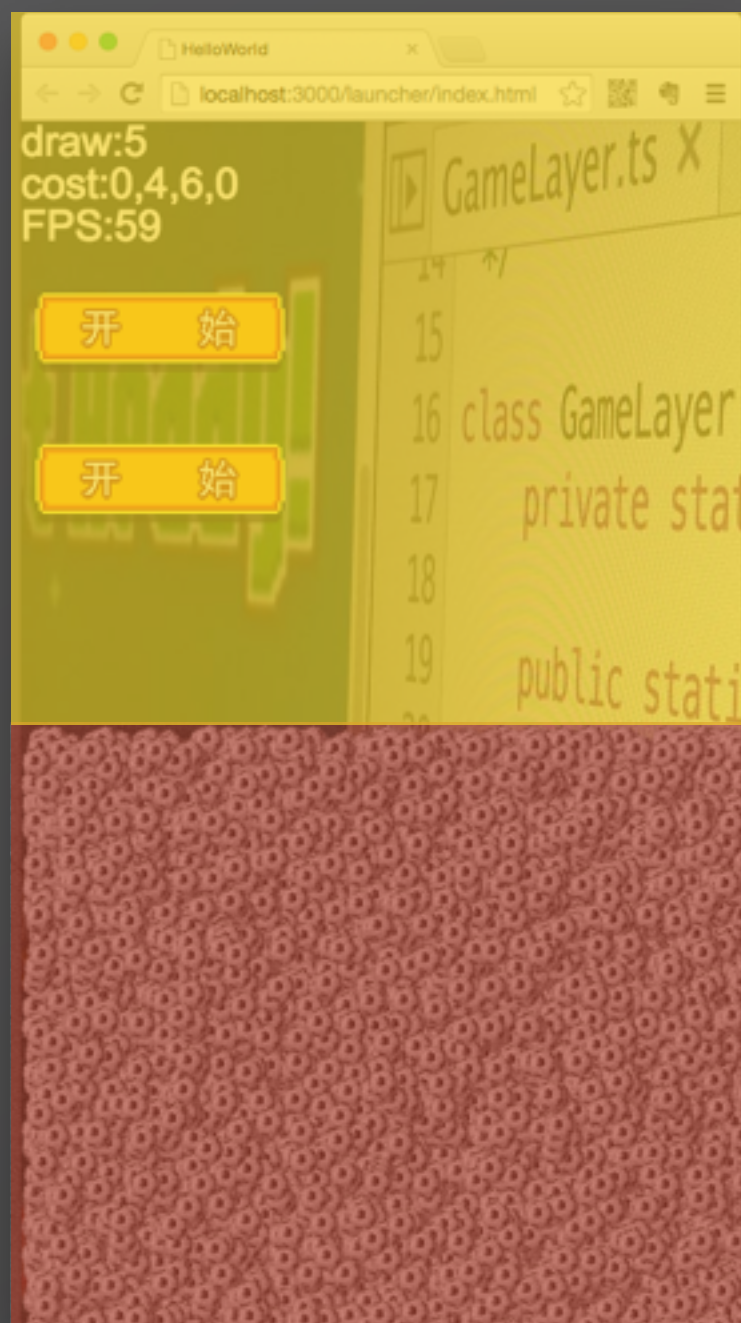 HelloWorld
localhost:3000/launcher/index.html
draw:5
cost:0,4,6,0
FPS:59
GameLayer.ts X
14 */
15
开 始
16 class GameLayer
开 始
17 private stat
18
19 public stati